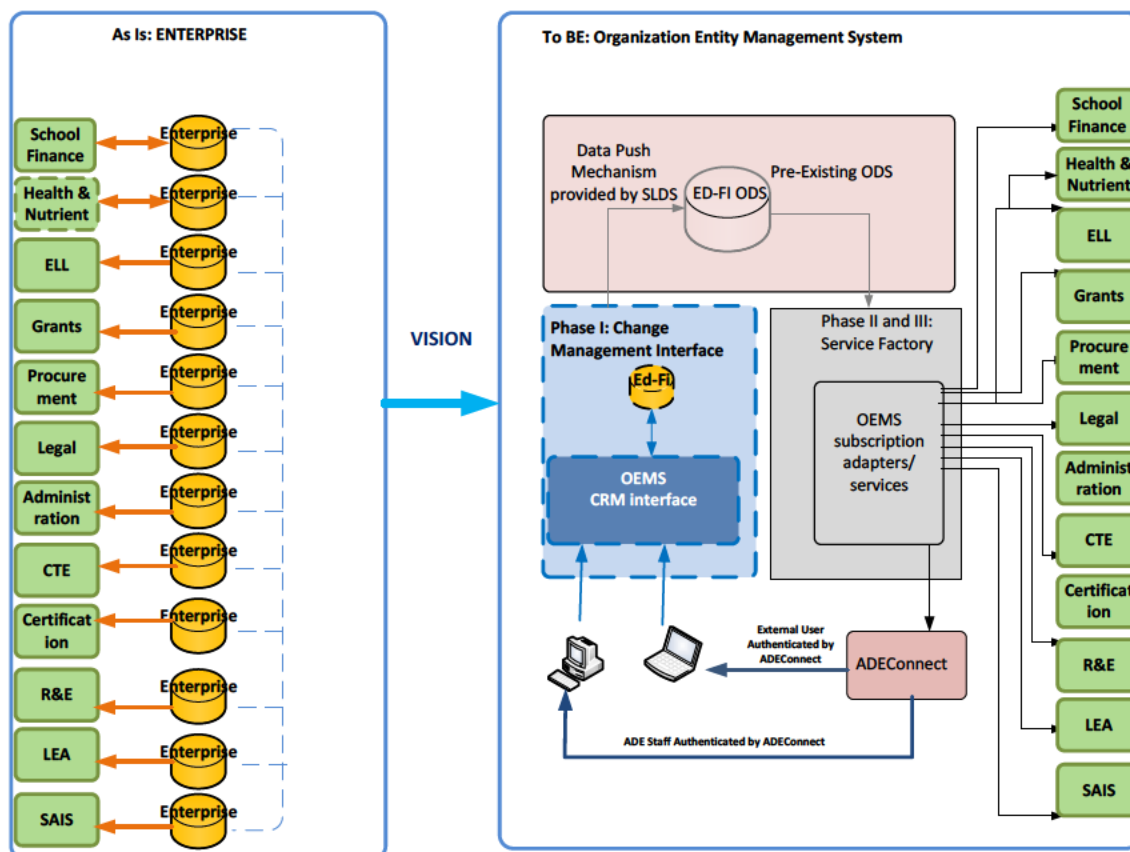 As Is: ENTERPRISE
School
Finance
Enterprise
Health &
Nutrient
Enterprise
ELL
Enterprise
Grants
Enterprise
Procure
ment
Enterprise
Legal
Enterprise
Administ
ration
Enterprise
CTE
Enterprise
Certificat
ion
Enterprise
R&E
Enterprise
LEA
Enterprise
SAIS
Enterprise
VISION
To BE: Organization Entity Management System
Data Push
Mechanism
provided by SLDS
ED-FI ODS
Pre-Existing ODS
Phase I: Change
Management Interface
Ed-Fi
OEMS
CRM interface
Phase II and III:
Service Factory
OEMS
subscription
adapters/
services
External User
Authenticated by
ADEConnect
ADEConnect
ADE Staff Authenticated by ADEConnect
School
Finance
Health &
Nutrient
ELL
Grants
Procure
ment
Legal
Administ
ration
CTE
Certificat
ion
R&E
LEA
SAIS